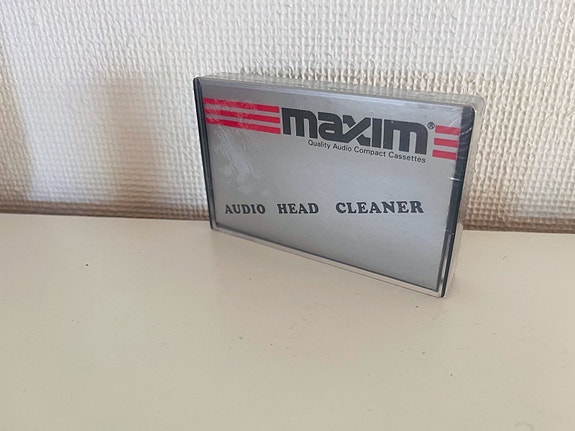 maxim®
Quality Audio Compact Cassettes
AUDIO HEAD CLEANER